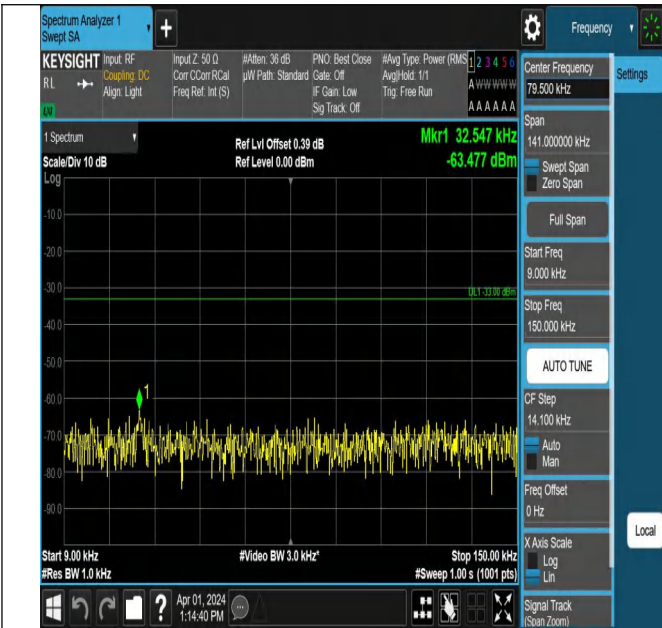 Spectrum Analyzer 1
Swept SA
+
Frequency
KEYSIGHT
RL
Input: RF
Coupling: DC
Align: Light
Input Z: 50 Ω
Corr CCorr RCal
Freq Ref: Int (S)
#Atten: 36 dB
µW Path: Standard
PNO: Best Close
Gate: Off
IF Gain: Low
Sig Track: Off
#Avg Type: Power (RMS
Avg|Hold: 1/1
Trig: Free Run
1 2 3 4 5 6
A W W W W W
A A A A A A
1 Spectrum
Scale/Div 10 dB
Log
Ref Lvl Offset 0.39 dB
Ref Level 0.00 dBm
Mkr1 32.547 kHz
-63.477 dBm
-10.0
-20.0
-30.0
-40.0
-50.0
-60.0
-70.0
-80.0
-90.0
DL1 -33.00 dBm
1
Start 9.00 kHz
#Res BW 1.0 kHz
#Video BW 3.0 kHz*
Stop 150.00 kHz
#Sweep 1.00 s (1001 pts)
Apr 01, 2024
1:14:40 PM
Center Frequency
79.500 kHz
Settings
Span
141.000000 kHz
Swept Span
Zero Span
Full Span
Start Freq
9.000 kHz
Stop Freq
150.000 kHz
AUTO TUNE
CF Step
14.100 kHz
Auto
Man
Freq Offset
0 Hz
X Axis Scale
Log
Lin
Local
Signal Track
(Span Zoom)